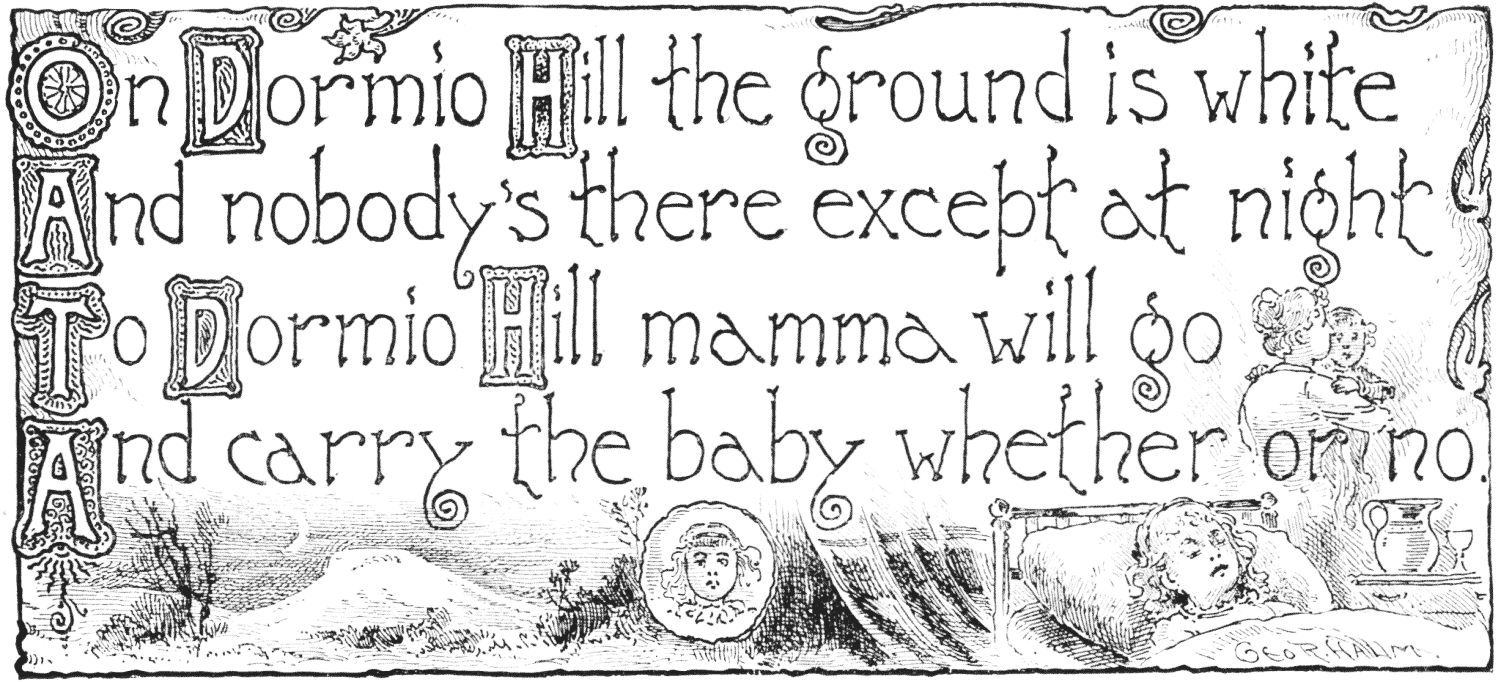 On Dormio Hill the ground is white
And nobody's there except at night
To Dormio Hill mamma will go
And carry the baby whether or no.